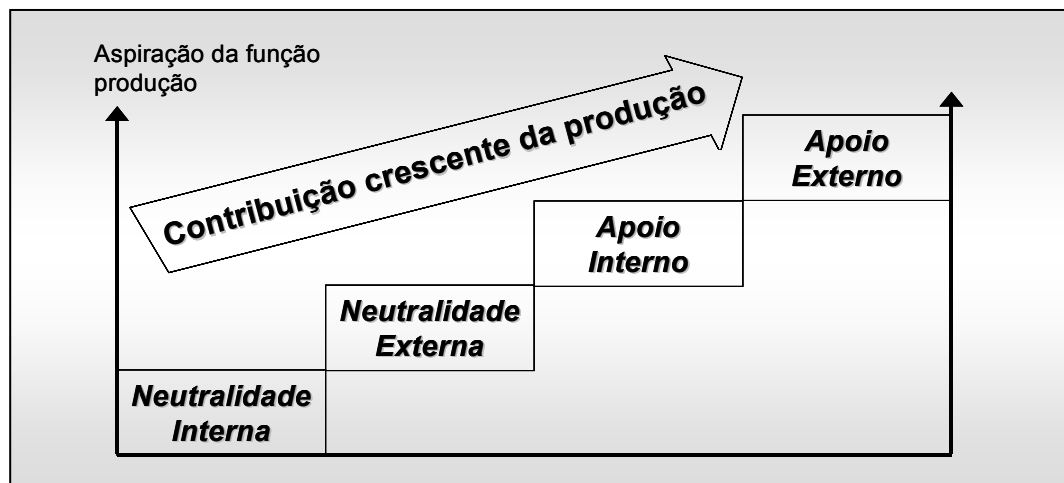 Aspiração da função
produção
Contribuição crescente da produção
Apoio
Externo
Apoio
Interno
Neutralidade
Externa
Neutralidade
Interna